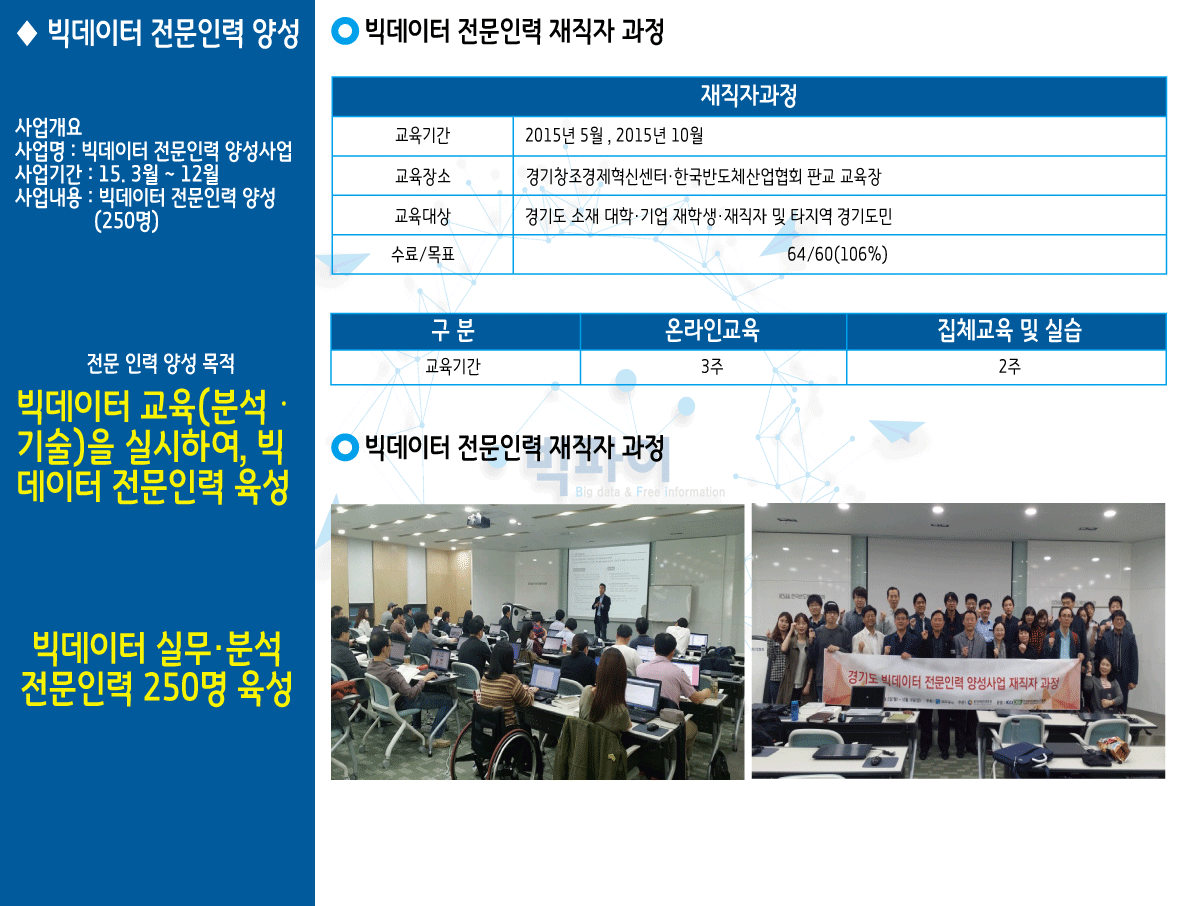 ◆ 빅데이터 전문인력 양성
사업개요
사업명 : 빅데이터 전문인력 양성사업
사업기간 : 15. 3월 ~ 12월
사업내용 : 빅데이터 전문인력 양성
(250명)
전문 인력 양성 목적
빅데이터 교육(분석·
기술)을 실시하여, 빅
데이터 전문인력 육성
빅데이터 실무·분석
전문인력 250명 육성
빅데이터 전문인력 재직자 과정
재직자과정
교육기간 2015년 5월 , 2015년 10월
교육장소 경기창조경제혁신센터·한국반도체산업협회 판교 교육장
교육대상 경기도 소재 대학·기업 재학생·재직자 및 타지역 경기도민
수료/목표 64/60(106%)
구 분 온라인교육 집체교육 및 실습
교육기간 3주 2주
빅데이터 전문인력 재직자 과정
빅파이
Big data & Free information
경기도 빅데이터 전문인력 양성사업 재직자 과정